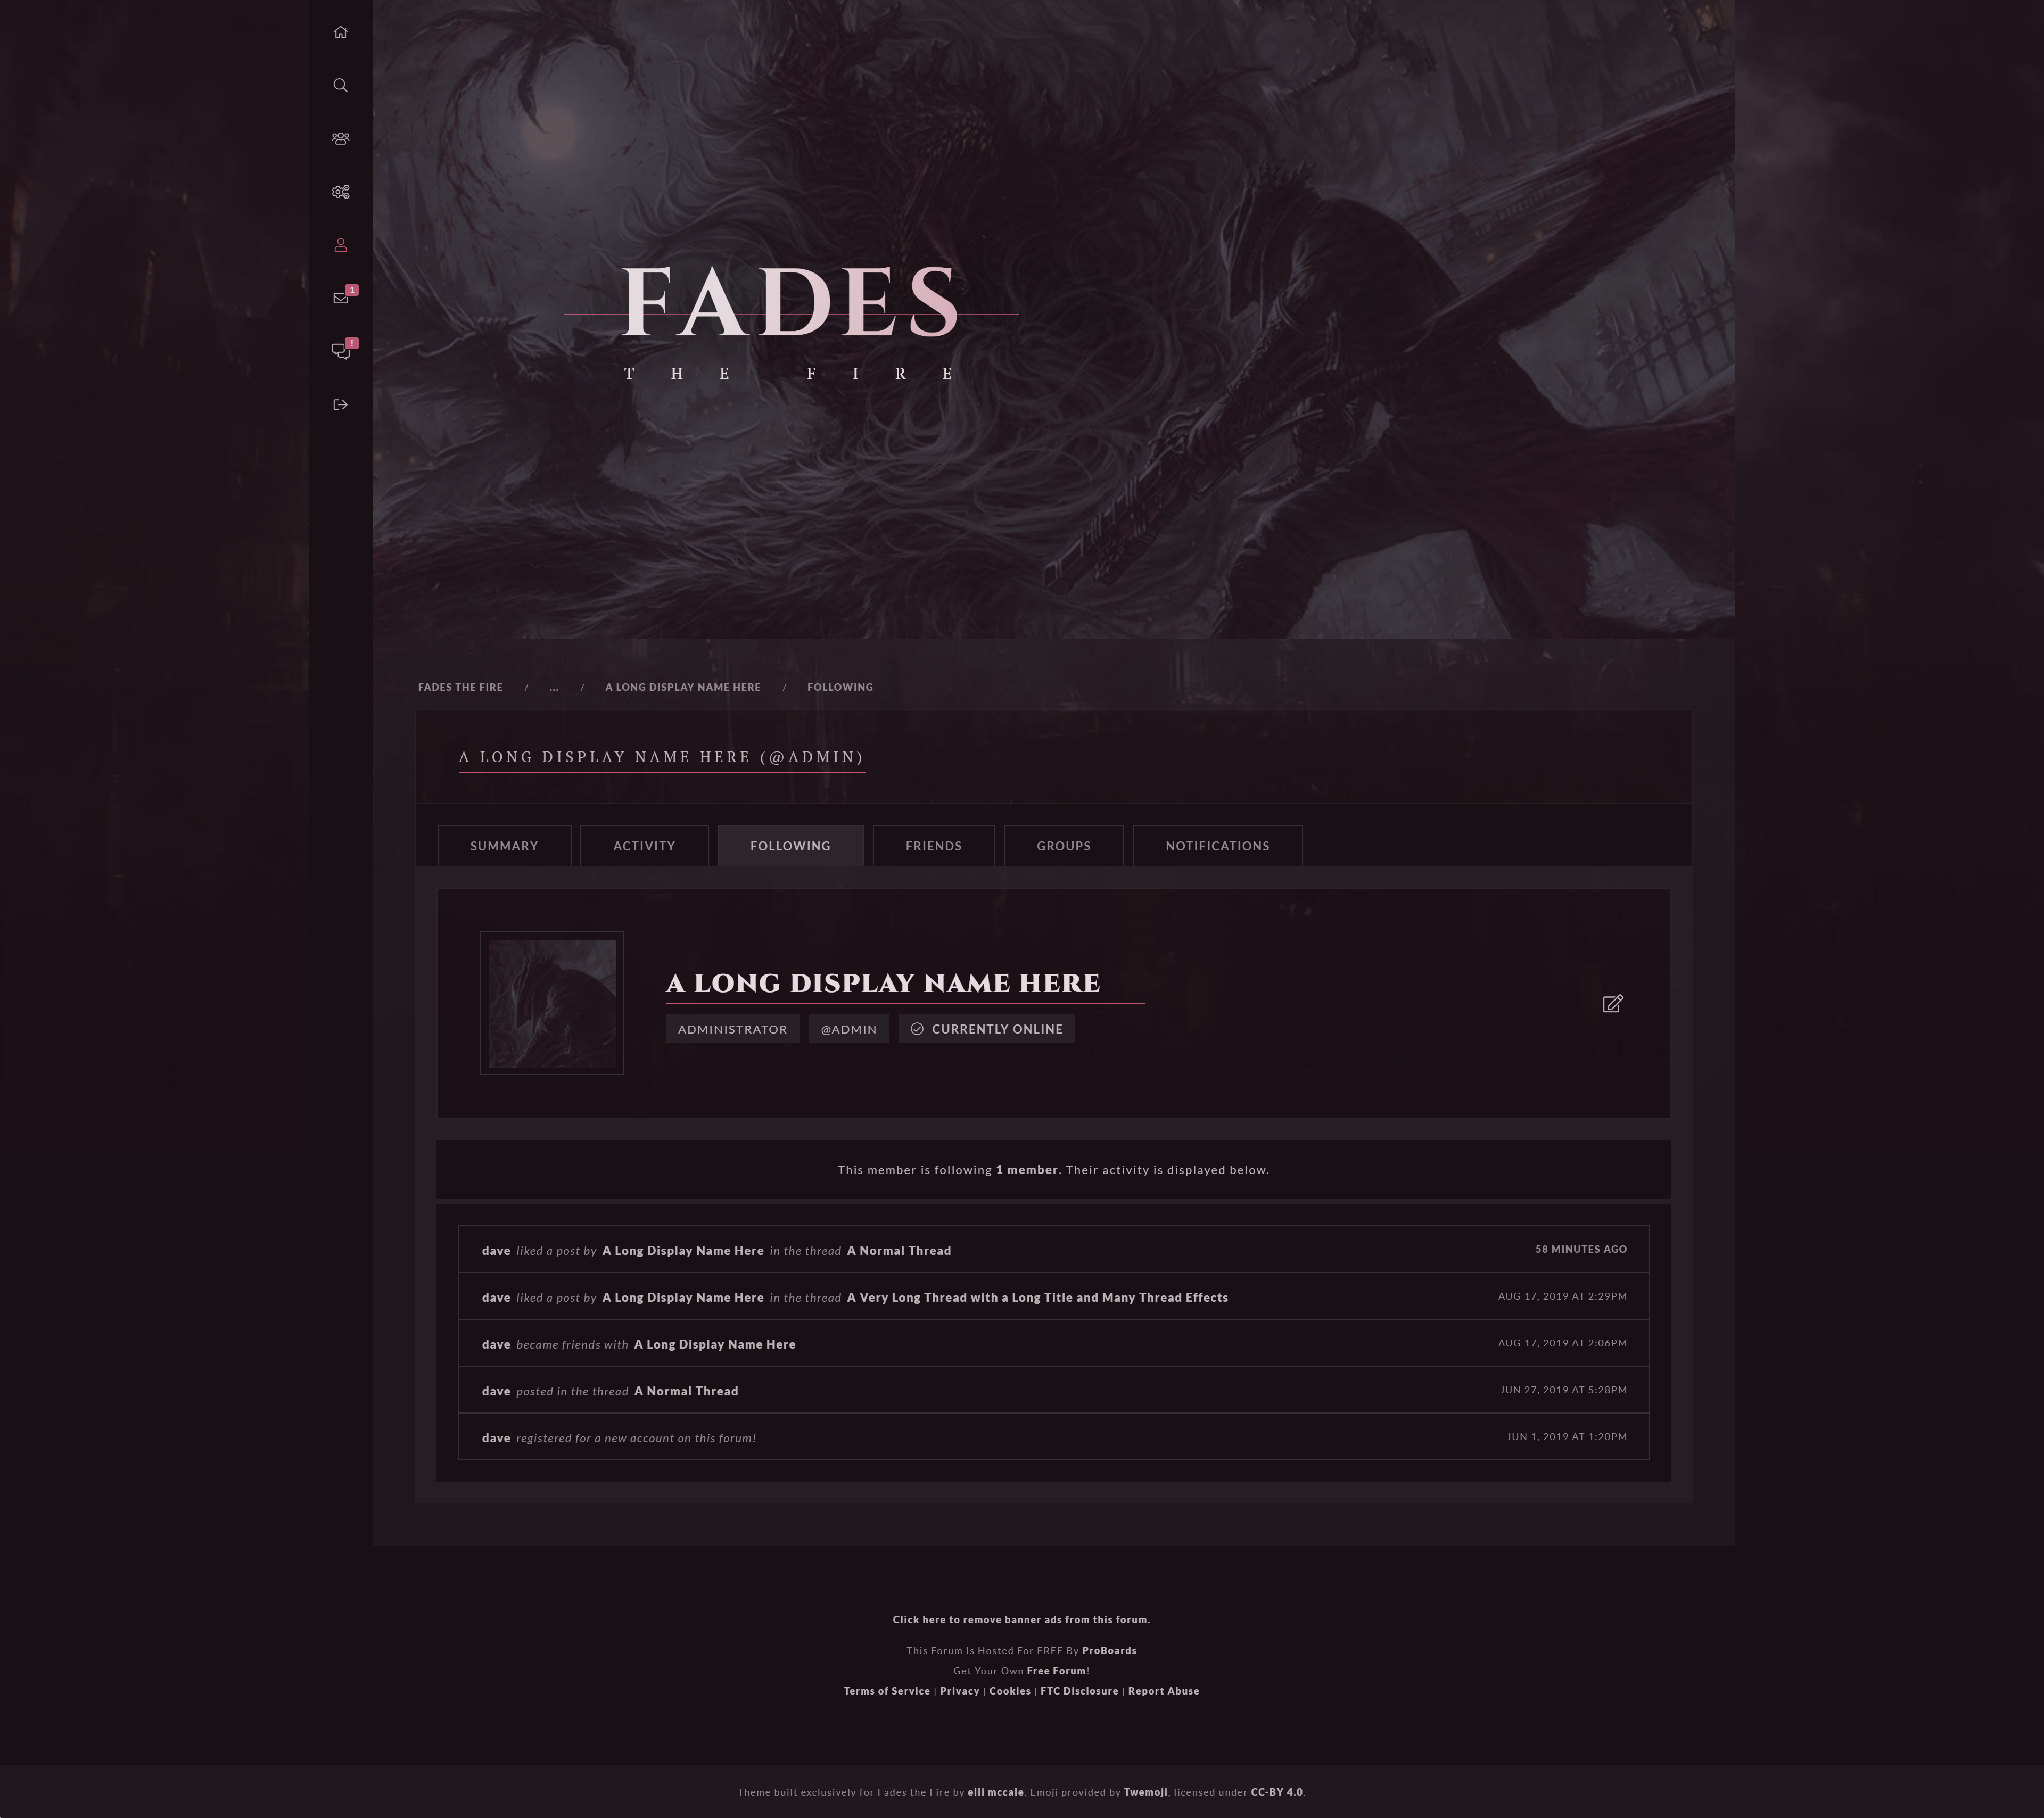 1
!
FADES
THE FIRE
FADES THE FIRE / ... / A LONG DISPLAY NAME HERE / FOLLOWING
A LONG DISPLAY NAME HERE (@ADMIN)
SUMMARY ACTIVITY FOLLOWING FRIENDS GROUPS NOTIFICATIONS
A LONG DISPLAY NAME HERE
ADMINISTRATOR @ADMIN CURRENTLY ONLINE
This member is following 1 member. Their activity is displayed below.
dave liked a post by A Long Display Name Here in the thread A Normal Thread 58 MINUTES AGO
dave liked a post by A Long Display Name Here in the thread A Very Long Thread with a Long Title and Many Thread Effects AUG 17, 2019 AT 2:29PM
dave became friends with A Long Display Name Here AUG 17, 2019 AT 2:06PM
dave posted in the thread A Normal Thread JUN 27, 2019 AT 5:28PM
dave registered for a new account on this forum! JUN 1, 2019 AT 1:20PM
Click here to remove banner ads from this forum.
This Forum Is Hosted For FREE By ProBoards
Get Your Own Free Forum!
Terms of Service | Privacy | Cookies | FTC Disclosure | Report Abuse
Theme built exclusively for Fades the Fire by elli mccale. Emoji provided by Twemoji, licensed under CC-BY 4.0.